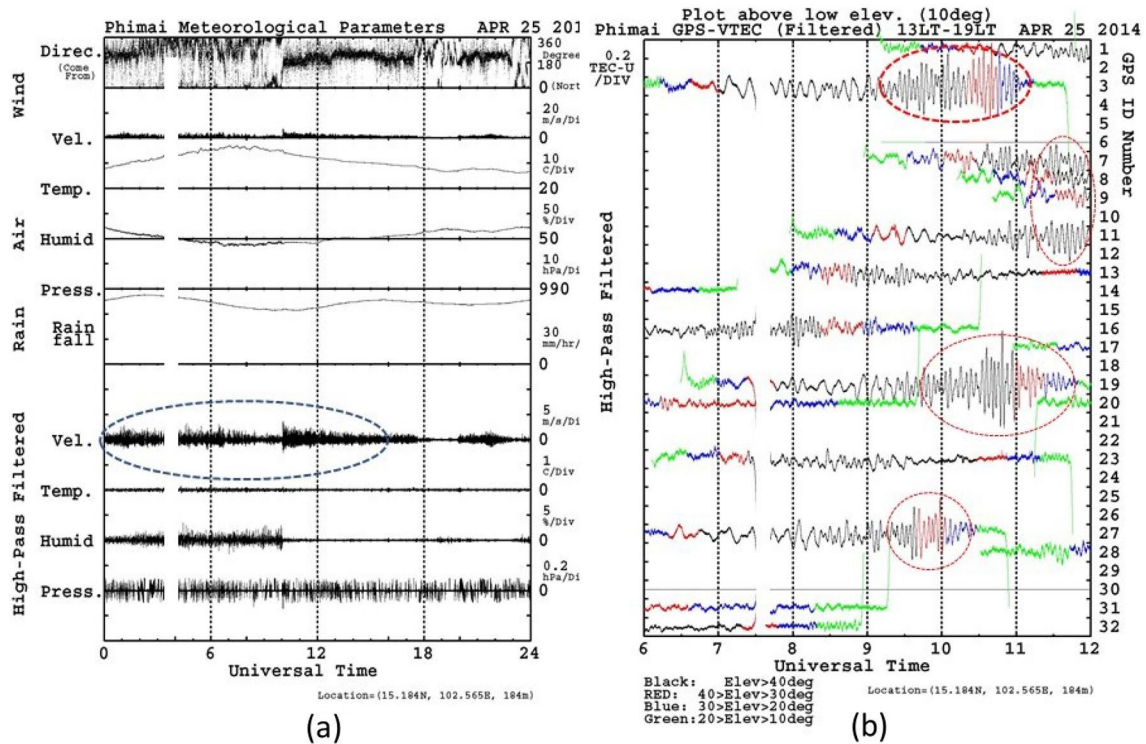 Phimai Meteorological Parameters APR 25 201
Direc.
(Come From)
360
Degree
180
0 (Nort
Wind
20
m/s/Di
Vel.
0
10
C/Div
Temp.
20
50
%/Div
Air
Humid
50
10
hPa/Di
Press.
990
Rain
Rain fall
30
mm/hr/
0
High-Pass Filtered
5
m/s/Di
Vel.
0
1
C/Div
Temp.
0
5
%/Div
Humid
0
0.2
hPa/Di
Press.
0
0 6 12 18 24
Universal Time
Location=(15.184N, 102.565E, 184m)
(a)
Plot above low elev. (10deg)
Phimai GPS-VTEC (Filtered) 13LT-19LT APR 25 2014
0.2
TEC-U
/DIV
High-Pass Filtered
GPS ID Number
1
2
3
4
5
6
7
8
9
10
11
12
13
14
15
16
17
18
19
20
21
22
23
24
25
26
27
28
29
30
31
32
6 7 8 9 10 11 12
Universal Time
Location=(15.184N, 102.565E, 184m)
Black: Elev>40deg
RED: 40>Elev>30deg
Blue: 30>Elev>20deg
Green:20>Elev>10deg
(b)